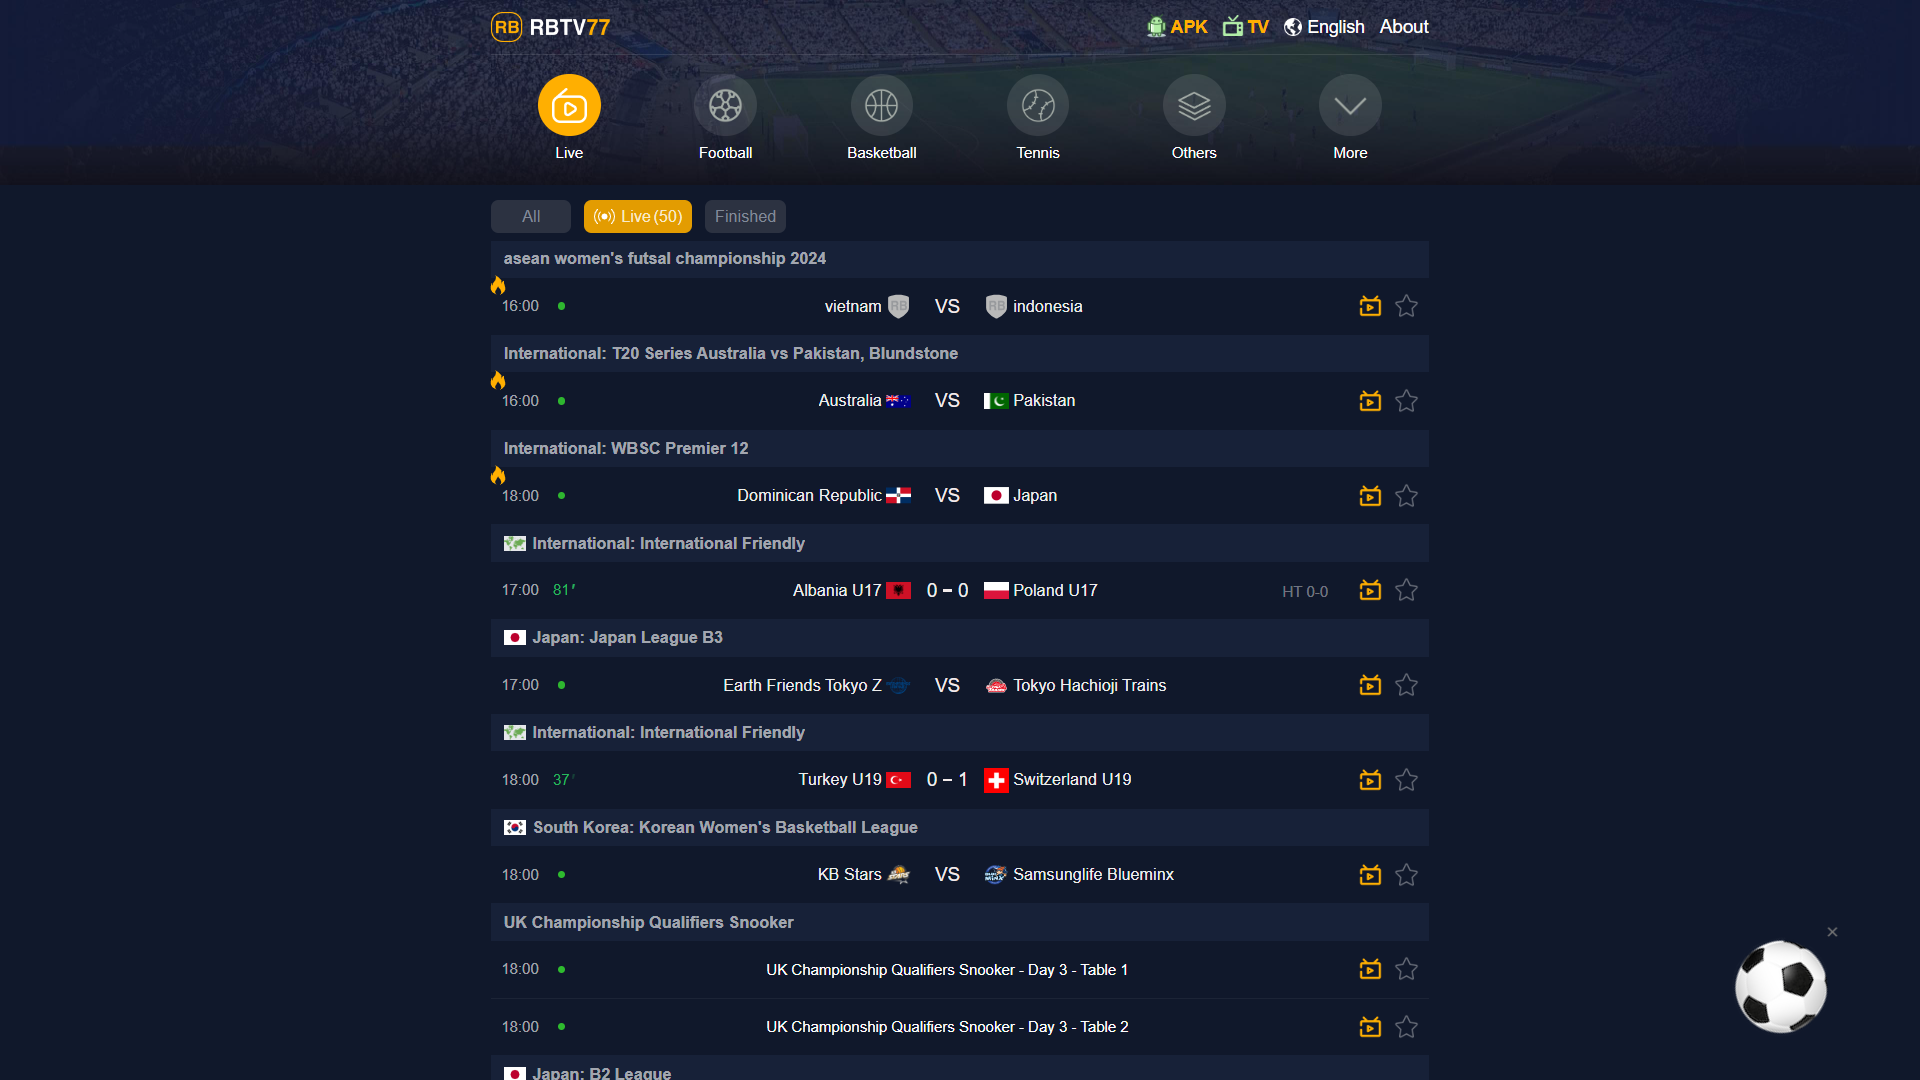 RB RBTV77 APK TV English About
Live Football Basketball Tennis Others More
All Live (50) Finished
asean women's futsal championship 2024
16:00 vietnam RB VS RB indonesia
International: T20 Series Australia vs Pakistan, Blundstone
16:00 Australia VS Pakistan
International: WBSC Premier 12
18:00 Dominican Republic VS Japan
International: International Friendly
17:00 81' Albania U17 0 – 0 Poland U17 HT 0-0
Japan: Japan League B3
17:00 Earth Friends Tokyo Z VS Tokyo Hachioji Trains
International: International Friendly
18:00 37' Turkey U19 0 – 1 Switzerland U19
South Korea: Korean Women's Basketball League
18:00 KB Stars VS Samsunglife Blueminx
UK Championship Qualifiers Snooker
18:00 UK Championship Qualifiers Snooker - Day 3 - Table 1
18:00 UK Championship Qualifiers Snooker - Day 3 - Table 2
Japan: B2 League